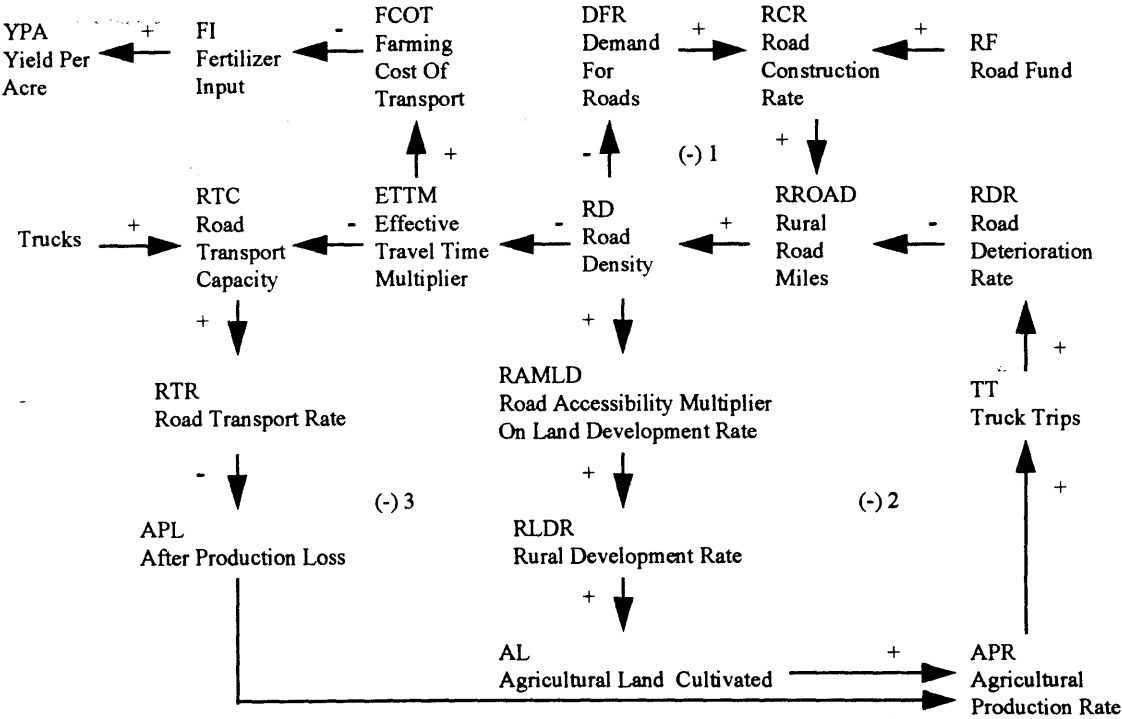 YPA
Yield Per
Acre
+
FI
Fertilizer
Input
-
FCOT
Farming
Cost Of
Transport
DFR
Demand
For
Roads
+
RCR
Road
Construction
Rate
+
RF
Road Fund
+
-
(-) 1
+
Trucks
+
RTC
Road
Transport
Capacity
-
ETTM
Effective
Travel Time
Multiplier
-
RD
Road
Density
+
RROAD
Rural
Road
Miles
-
RDR
Road
Deterioration
Rate
+
+
+
RTR
Road Transport Rate
RAMLD
Road Accessibility Multiplier
On Land Development Rate
TT
Truck Trips
-
+
+
(-) 3
(-) 2
APL
After Production Loss
RLDR
Rural Development Rate
+
AL
Agricultural Land Cultivated
+
APR
Agricultural
Production Rate